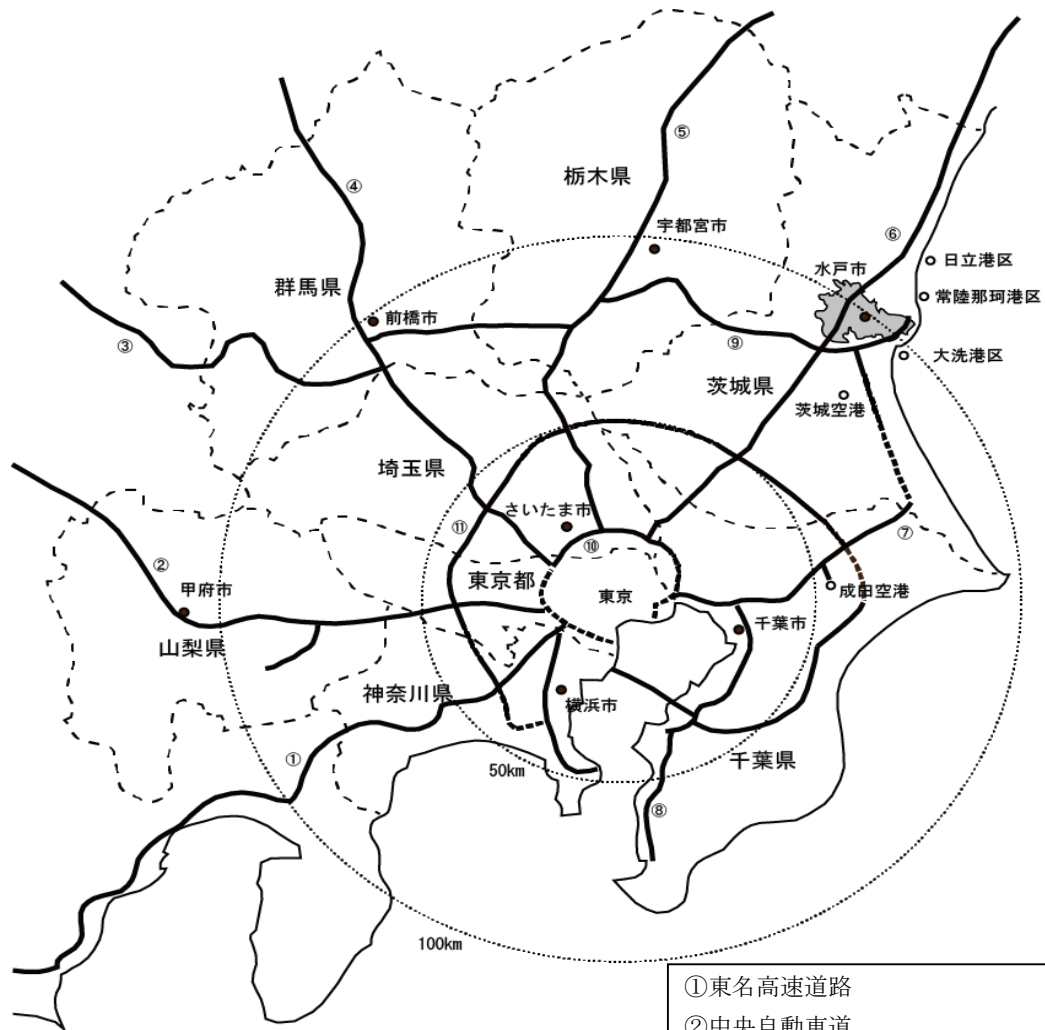 ⑤
栃木県
④
宇都宮市
⑥
水戸市
日立港区
群馬県
常陸那珂港区
前橋市
③
⑨
大洗港区
茨城県
茨城空港
埼玉県
さいたま市
⑪
⑩
⑦
②
甲府市
東京都
東京
成田空港
千葉市
山梨県
神奈川県
横浜市
①
50km
千葉県
⑧
100km
①東名高速道路
②中央自動車道